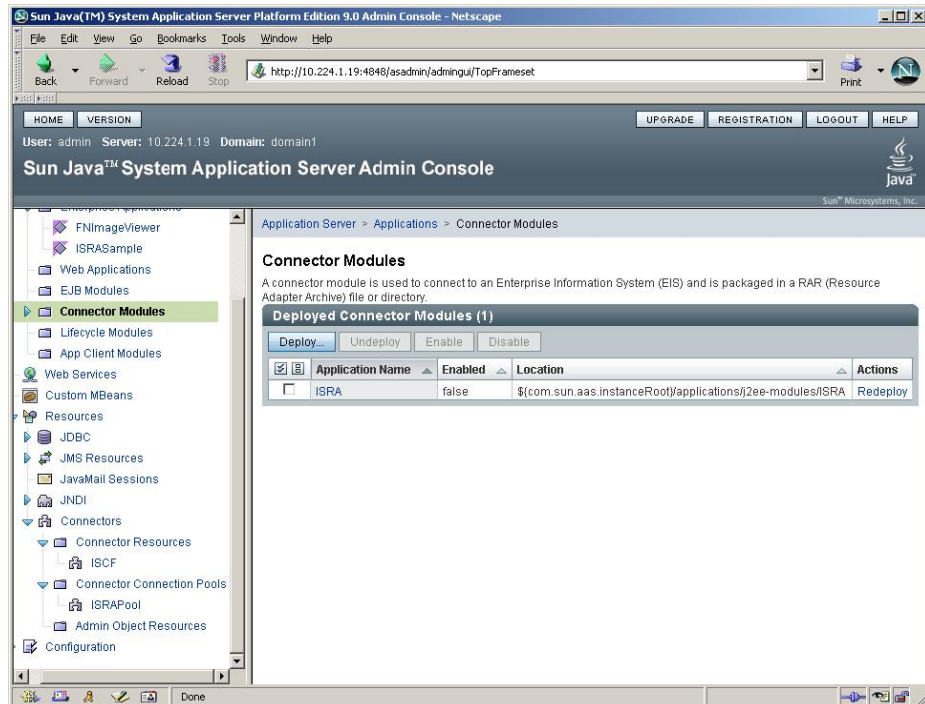 Sun Java(TM) System Application Server Platform Edition 9.0 Admin Console - Netscape
File Edit View Go Bookmarks Tools Window Help
Back Forward Reload Stop http://10.224.1.19:4848/asadmin/admingui/TopFrameset Print N
HOME VERSION UPGRADE REGISTRATION LOGOUT HELP
User: admin Server: 10.224.1.19 Domain: domain1
Sun Java™ System Application Server Admin Console
Java™
Sun™ Microsystems, Inc.
Enterprise Applications
FNImageViewer
ISRASample
Web Applications
EJB Modules
Connector Modules
Lifecycle Modules
App Client Modules
Web Services
Custom MBeans
Resources
JDBC
JMS Resources
JavaMail Sessions
JNDI
Connectors
Connector Resources
ISCF
Connector Connection Pools
ISRAPool
Admin Object Resources
Configuration
Application Server > Applications > Connector Modules
Connector Modules
A connector module is used to connect to an Enterprise Information System (EIS) and is packaged in a RAR (Resource
Adapter Archive) file or directory.
Deployed Connector Modules (1)
Deploy... Undeploy Enable Disable
Application Name Enabled Location Actions
ISRA false ${com.sun.aas.instanceRoot}/applications/j2ee-modules/ISRA Redeploy
Done